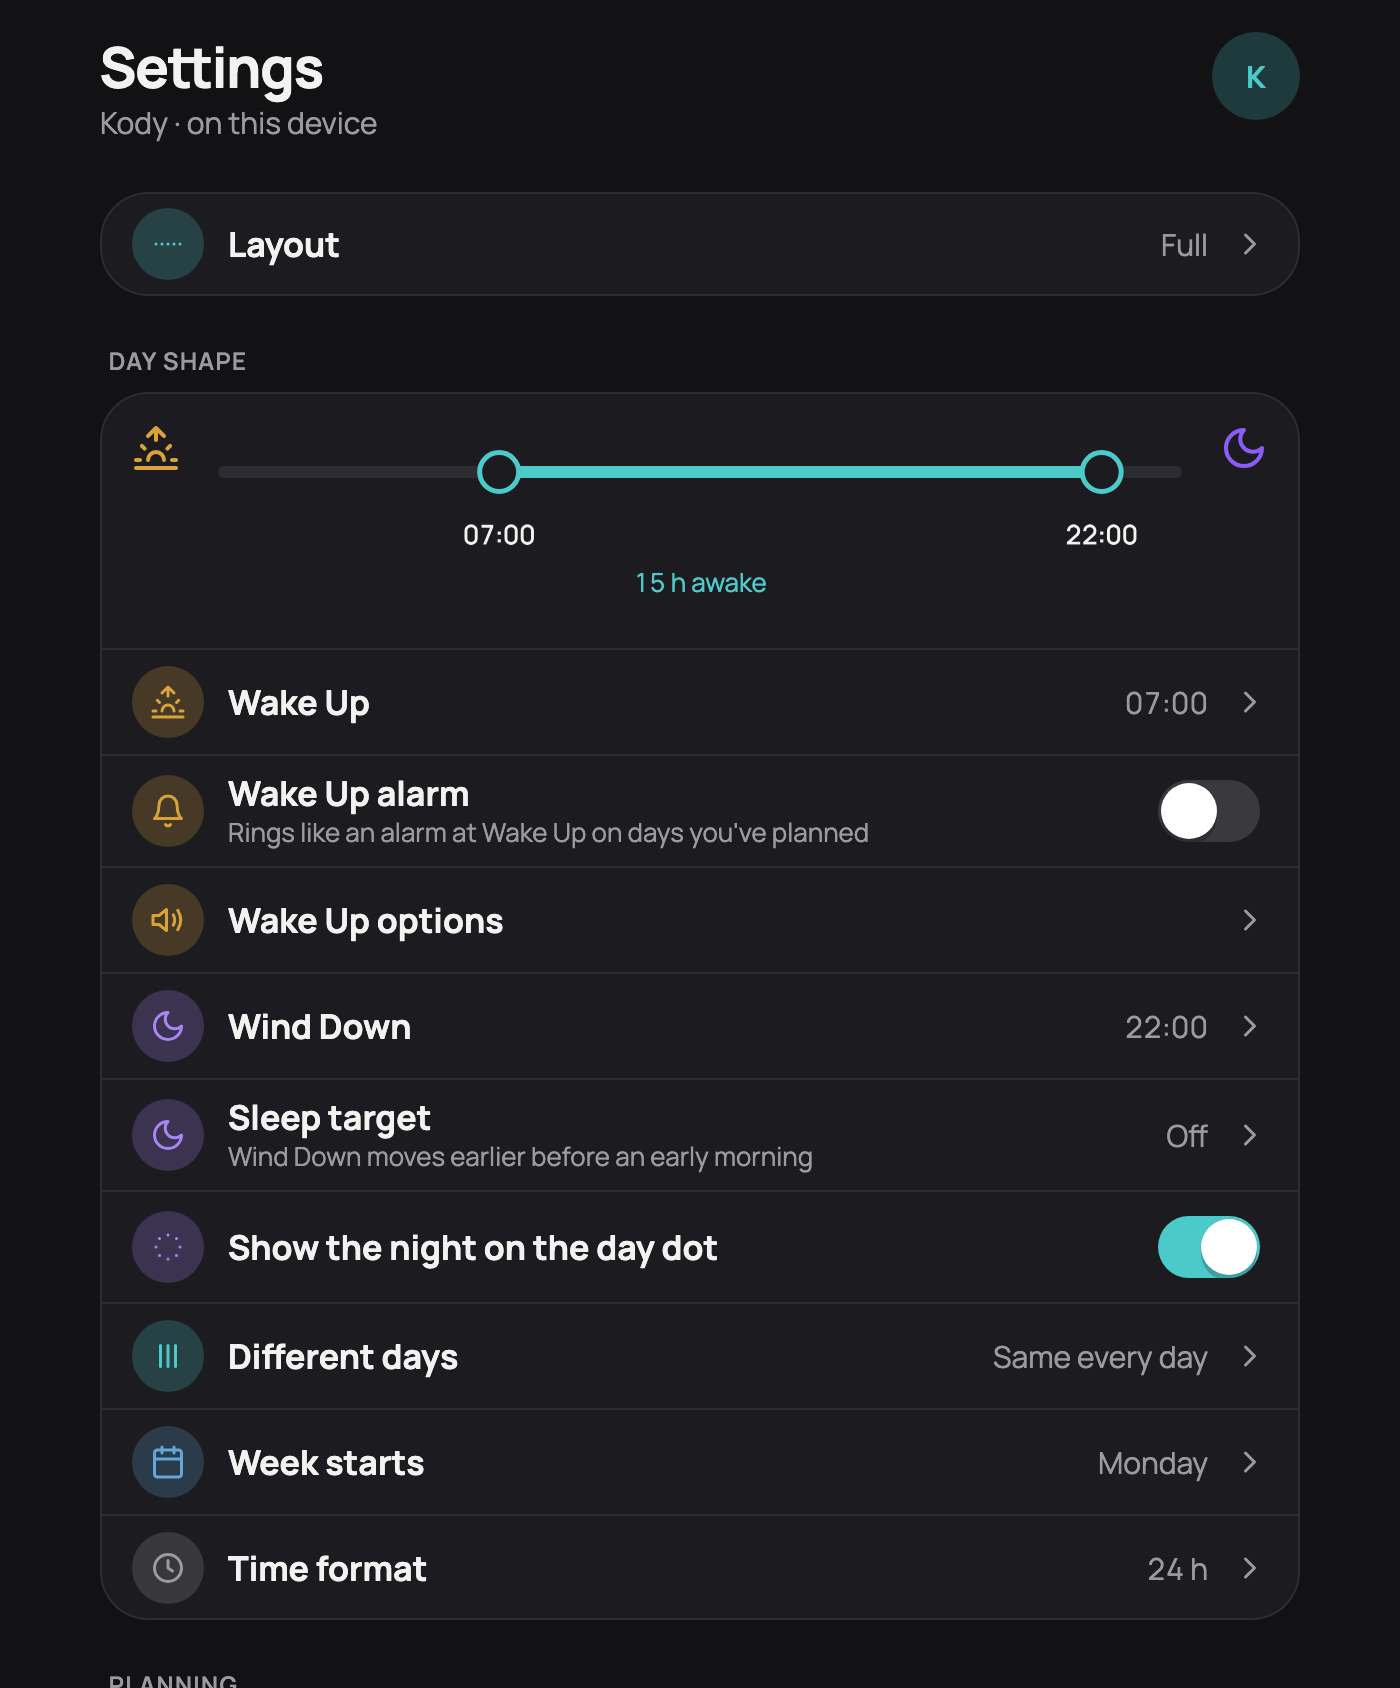 Settings
K
Kody · on this device
Layout
Full
DAY SHAPE
07:00
22:00
15 h awake
Wake Up
07:00
Wake Up alarm
Rings like an alarm at Wake Up on days you've planned
Wake Up options
Wind Down
22:00
Sleep target
Wind Down moves earlier before an early morning
Off
Show the night on the day dot
Different days
Same every day
Week starts
Monday
Time format
24 h
PLANNING